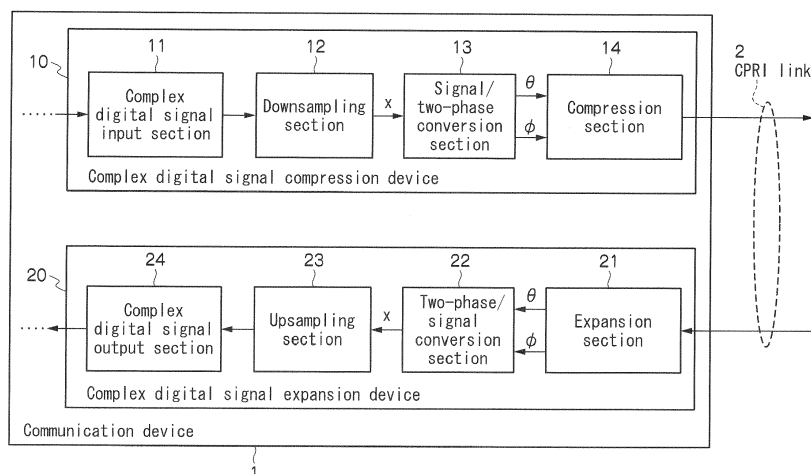 11
12
13
14
2
CPRI link
10
Complex
digital signal
input section
Downsampling
section
x
Signal/
two-phase
conversion
section
θ
ϕ
Compression
section
Complex digital signal compression device
24
23
22
21
20
Complex
digital signal
output section
Upsampling
section
x
Two-phase/
signal
conversion
section
θ
ϕ
Expansion
section
Complex digital signal expansion device
Communication device
1